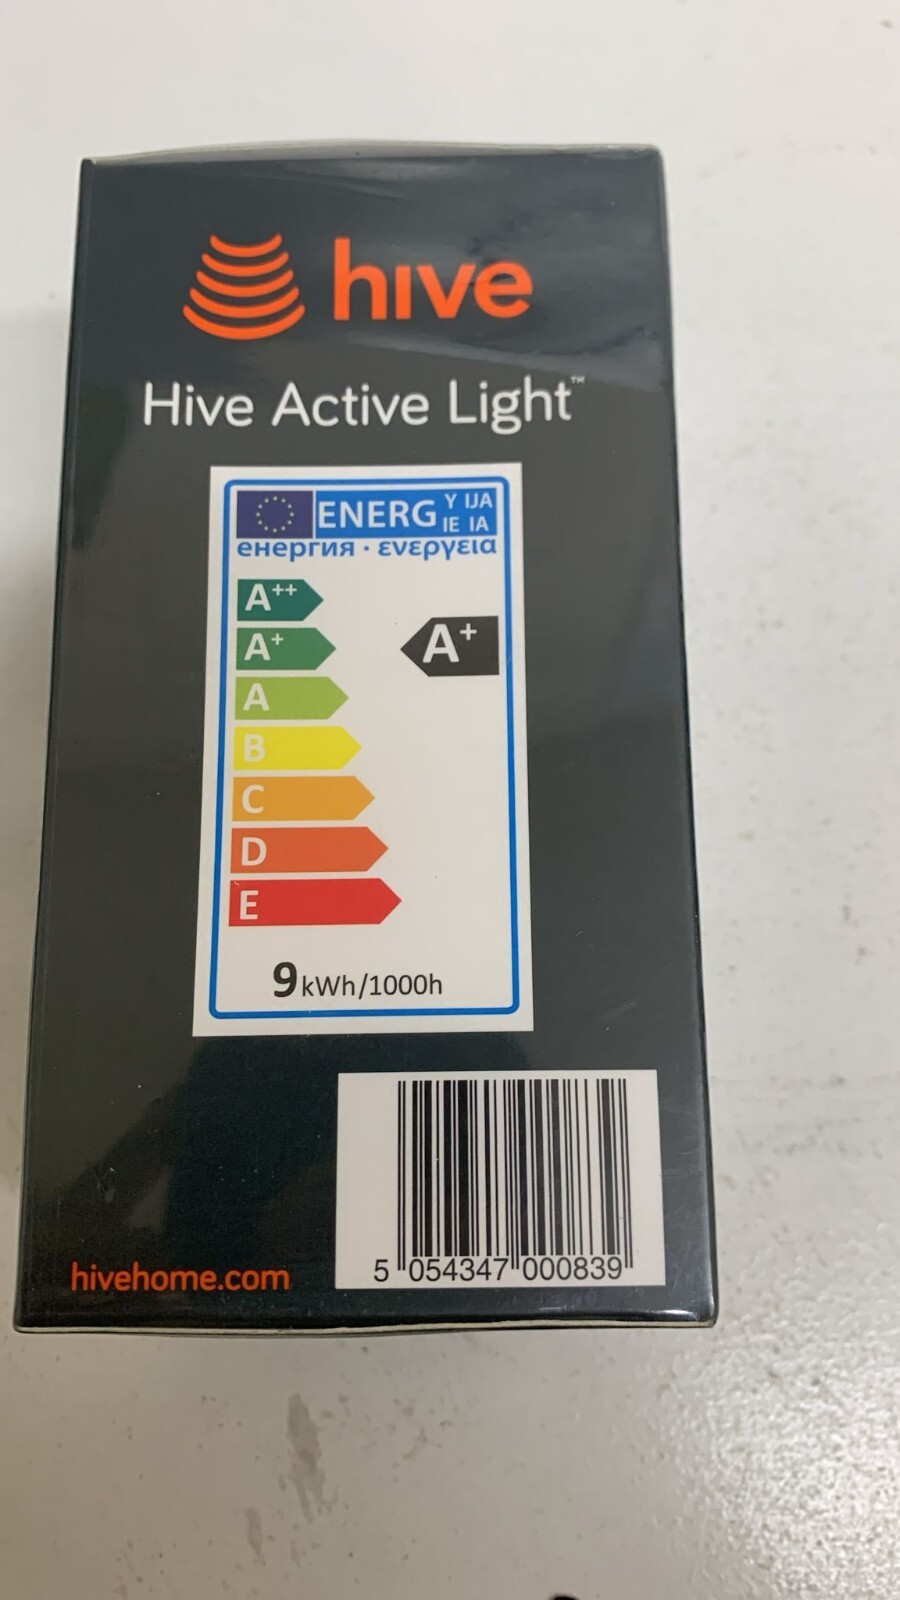 hive
Hive Active Light™
ENERG Y IJA
IE IA
енергия · ενεργεια
A++
A+
A+
A
B
C
D
E
9 kWh/1000h
5 054347 000839
hivehome.com